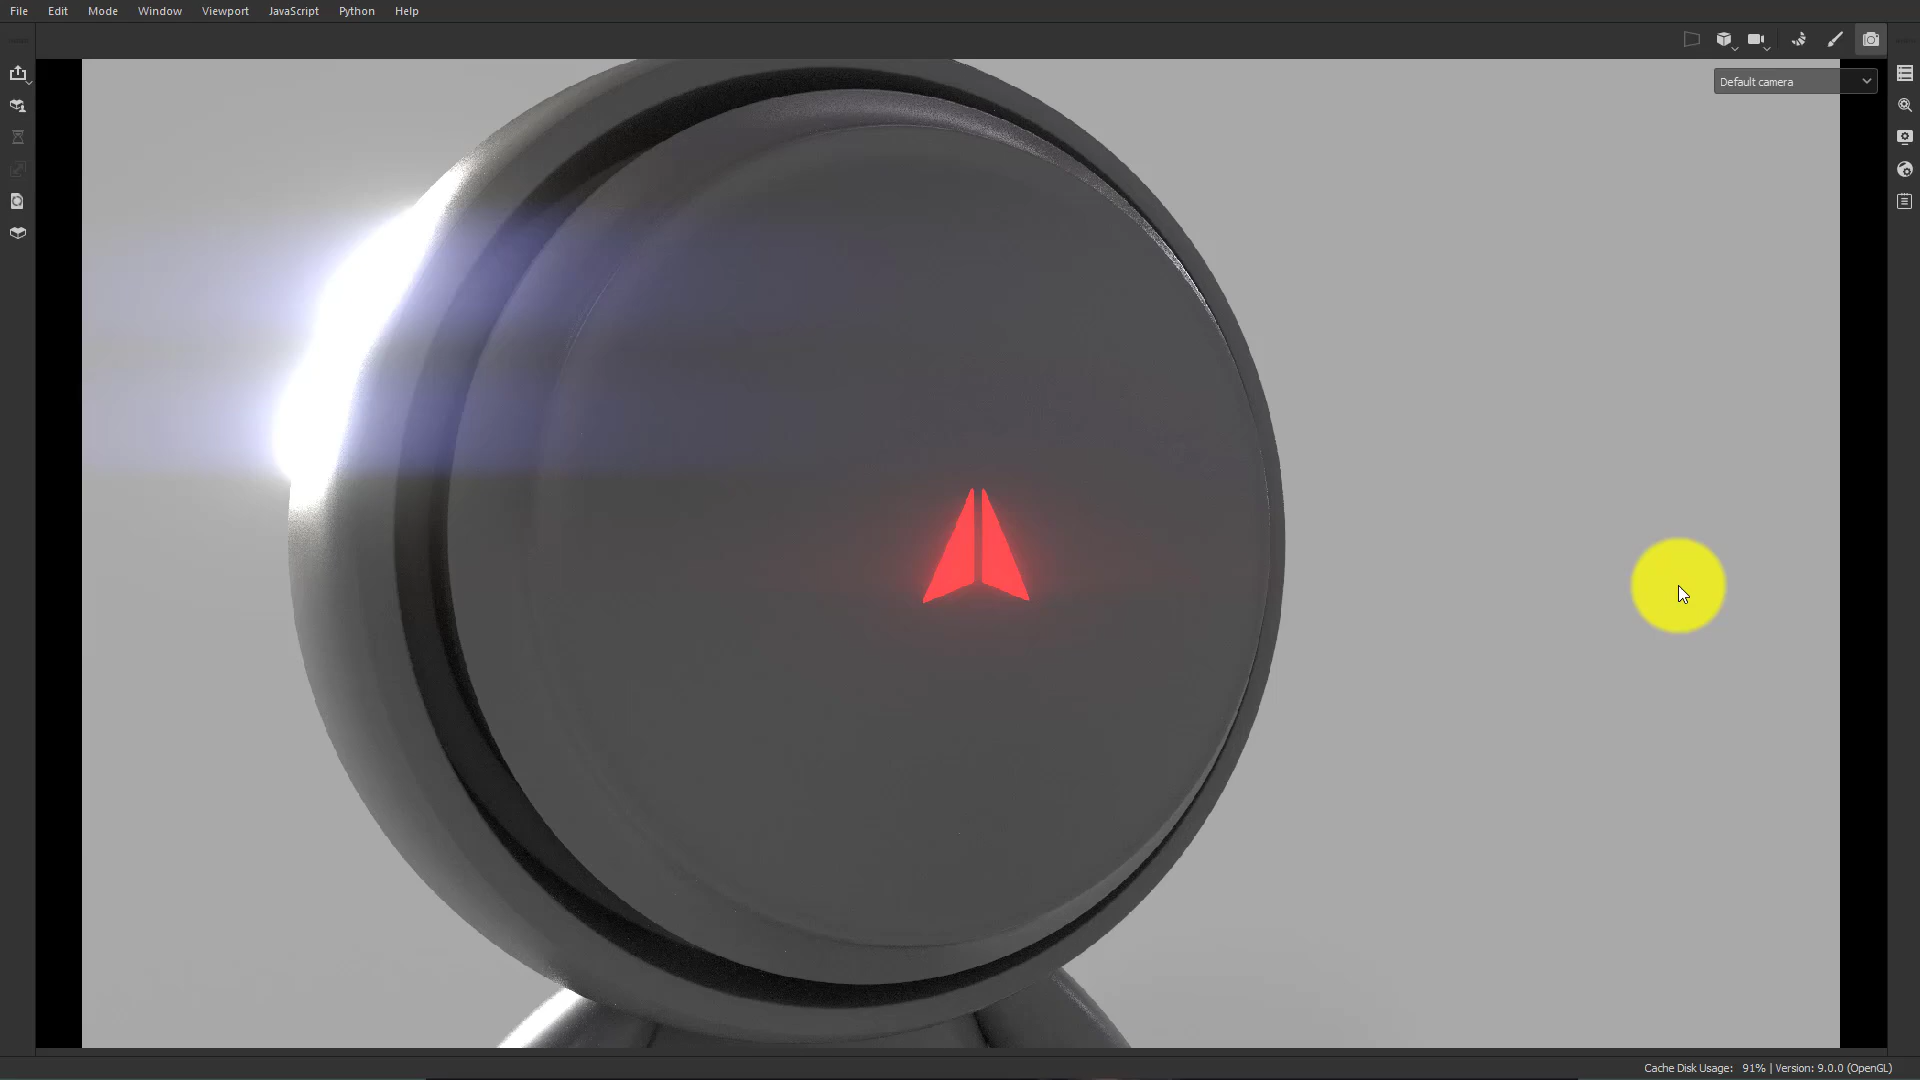 File Edit Mode Window Viewport JavaScript Python Help
Default camera
Cache Disk Usage: 91% | Version: 9.0.0 (OpenGL)